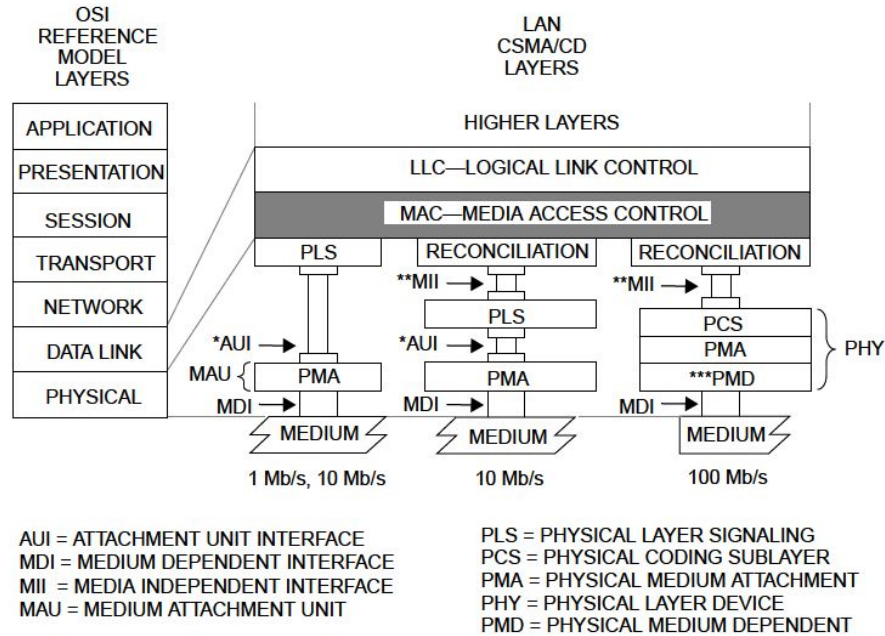 OSI
REFERENCE
MODEL
LAYERS
LAN
CSMA/CD
LAYERS
APPLICATION
PRESENTATION
SESSION
TRANSPORT
NETWORK
DATA LINK
PHYSICAL
HIGHER LAYERS
LLC—LOGICAL LINK CONTROL
MAC—MEDIA ACCESS CONTROL
PLS
*AUI
MAU
PMA
MDI
MEDIUM
1 Mb/s, 10 Mb/s
RECONCILIATION
**MII
PLS
*AUI
PMA
MDI
MEDIUM
10 Mb/s
RECONCILIATION
**MII
PCS
PMA
***PMD
PHY
MDI
MEDIUM
100 Mb/s
AUI = ATTACHMENT UNIT INTERFACE
MDI = MEDIUM DEPENDENT INTERFACE
MII = MEDIA INDEPENDENT INTERFACE
MAU = MEDIUM ATTACHMENT UNIT
PLS = PHYSICAL LAYER SIGNALING
PCS = PHYSICAL CODING SUBLAYER
PMA = PHYSICAL MEDIUM ATTACHMENT
PHY = PHYSICAL LAYER DEVICE
PMD = PHYSICAL MEDIUM DEPENDENT